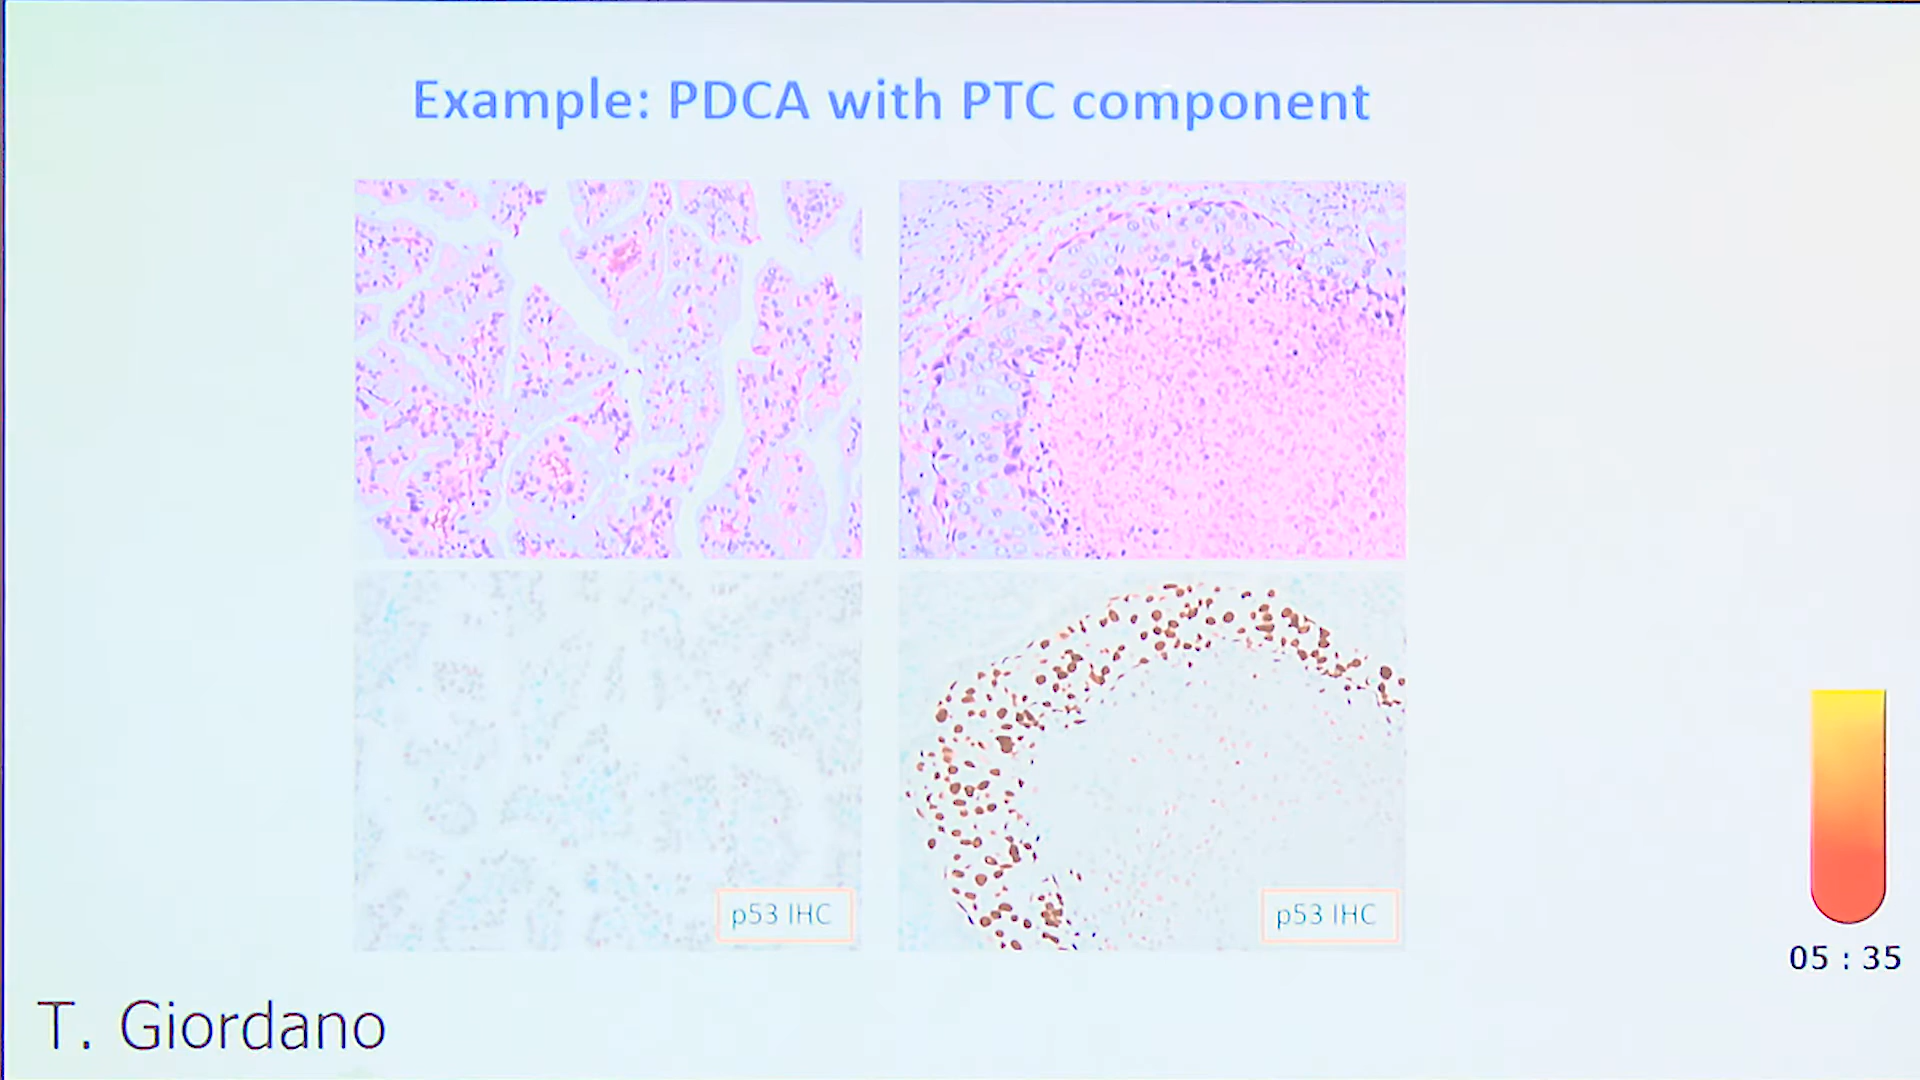 Example: PDCA with PTC component
p53 IHC
p53 IHC
05 : 35
T. Giordano